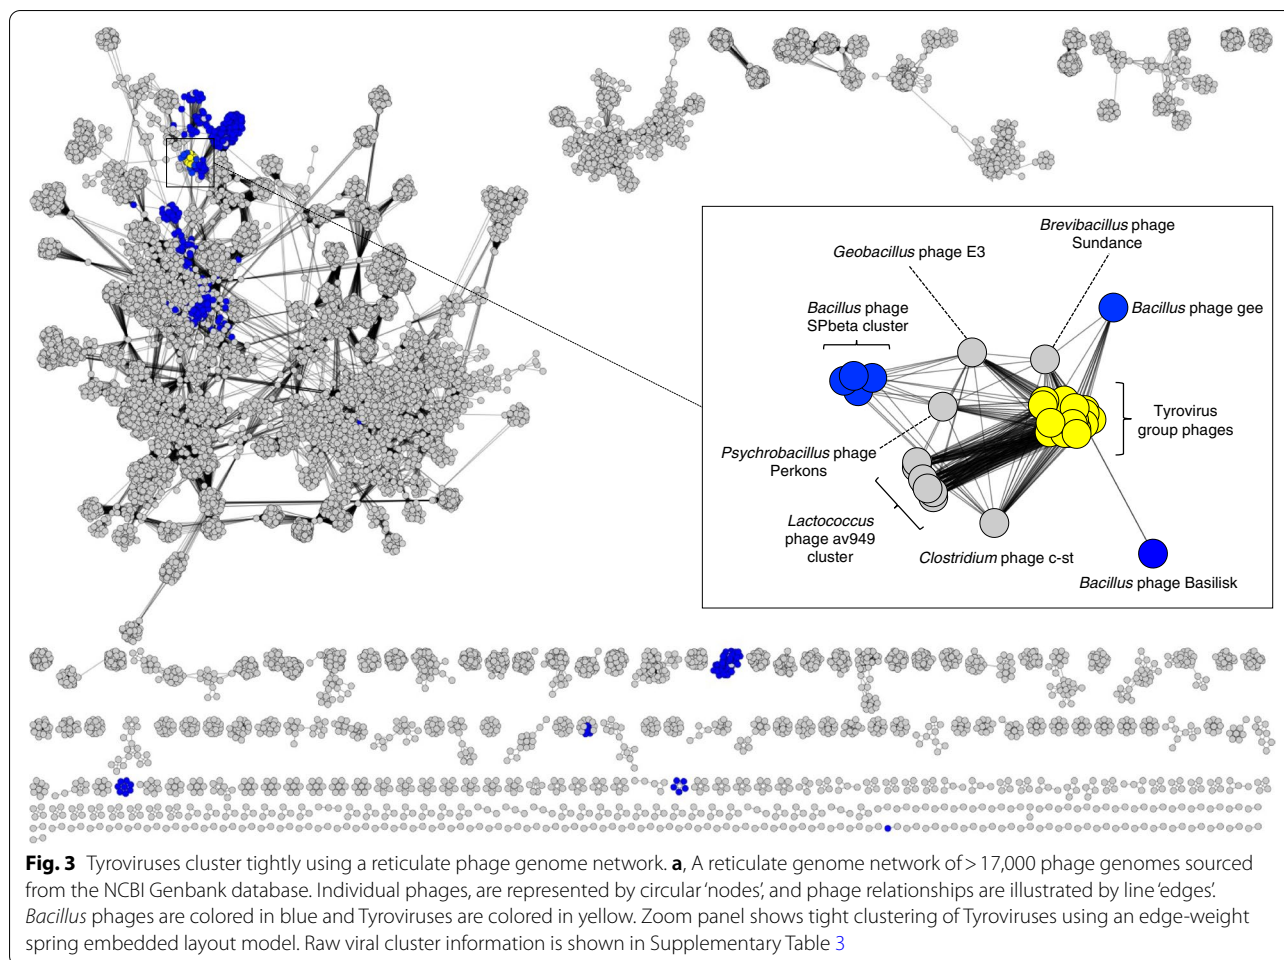 Brevibacillus phage
Sundance
Geobacillus phage E3
Bacillus phage
SPbeta cluster
Bacillus phage gee
Tyrovirus
group phages
Psychrobacillus phage
Perkons
Lactococcus
phage av949
cluster
Clostridium phage c-st
Bacillus phage Basilisk
Fig. 3 Tyroviruses cluster tightly using a reticulate phage genome network. a, A reticulate genome network of > 17,000 phage genomes sourced
from the NCBI Genbank database. Individual phages, are represented by circular ‘nodes’, and phage relationships are illustrated by line ‘edges’.
Bacillus phages are colored in blue and Tyroviruses are colored in yellow. Zoom panel shows tight clustering of Tyroviruses using an edge-weight
spring embedded layout model. Raw viral cluster information is shown in Supplementary Table 3